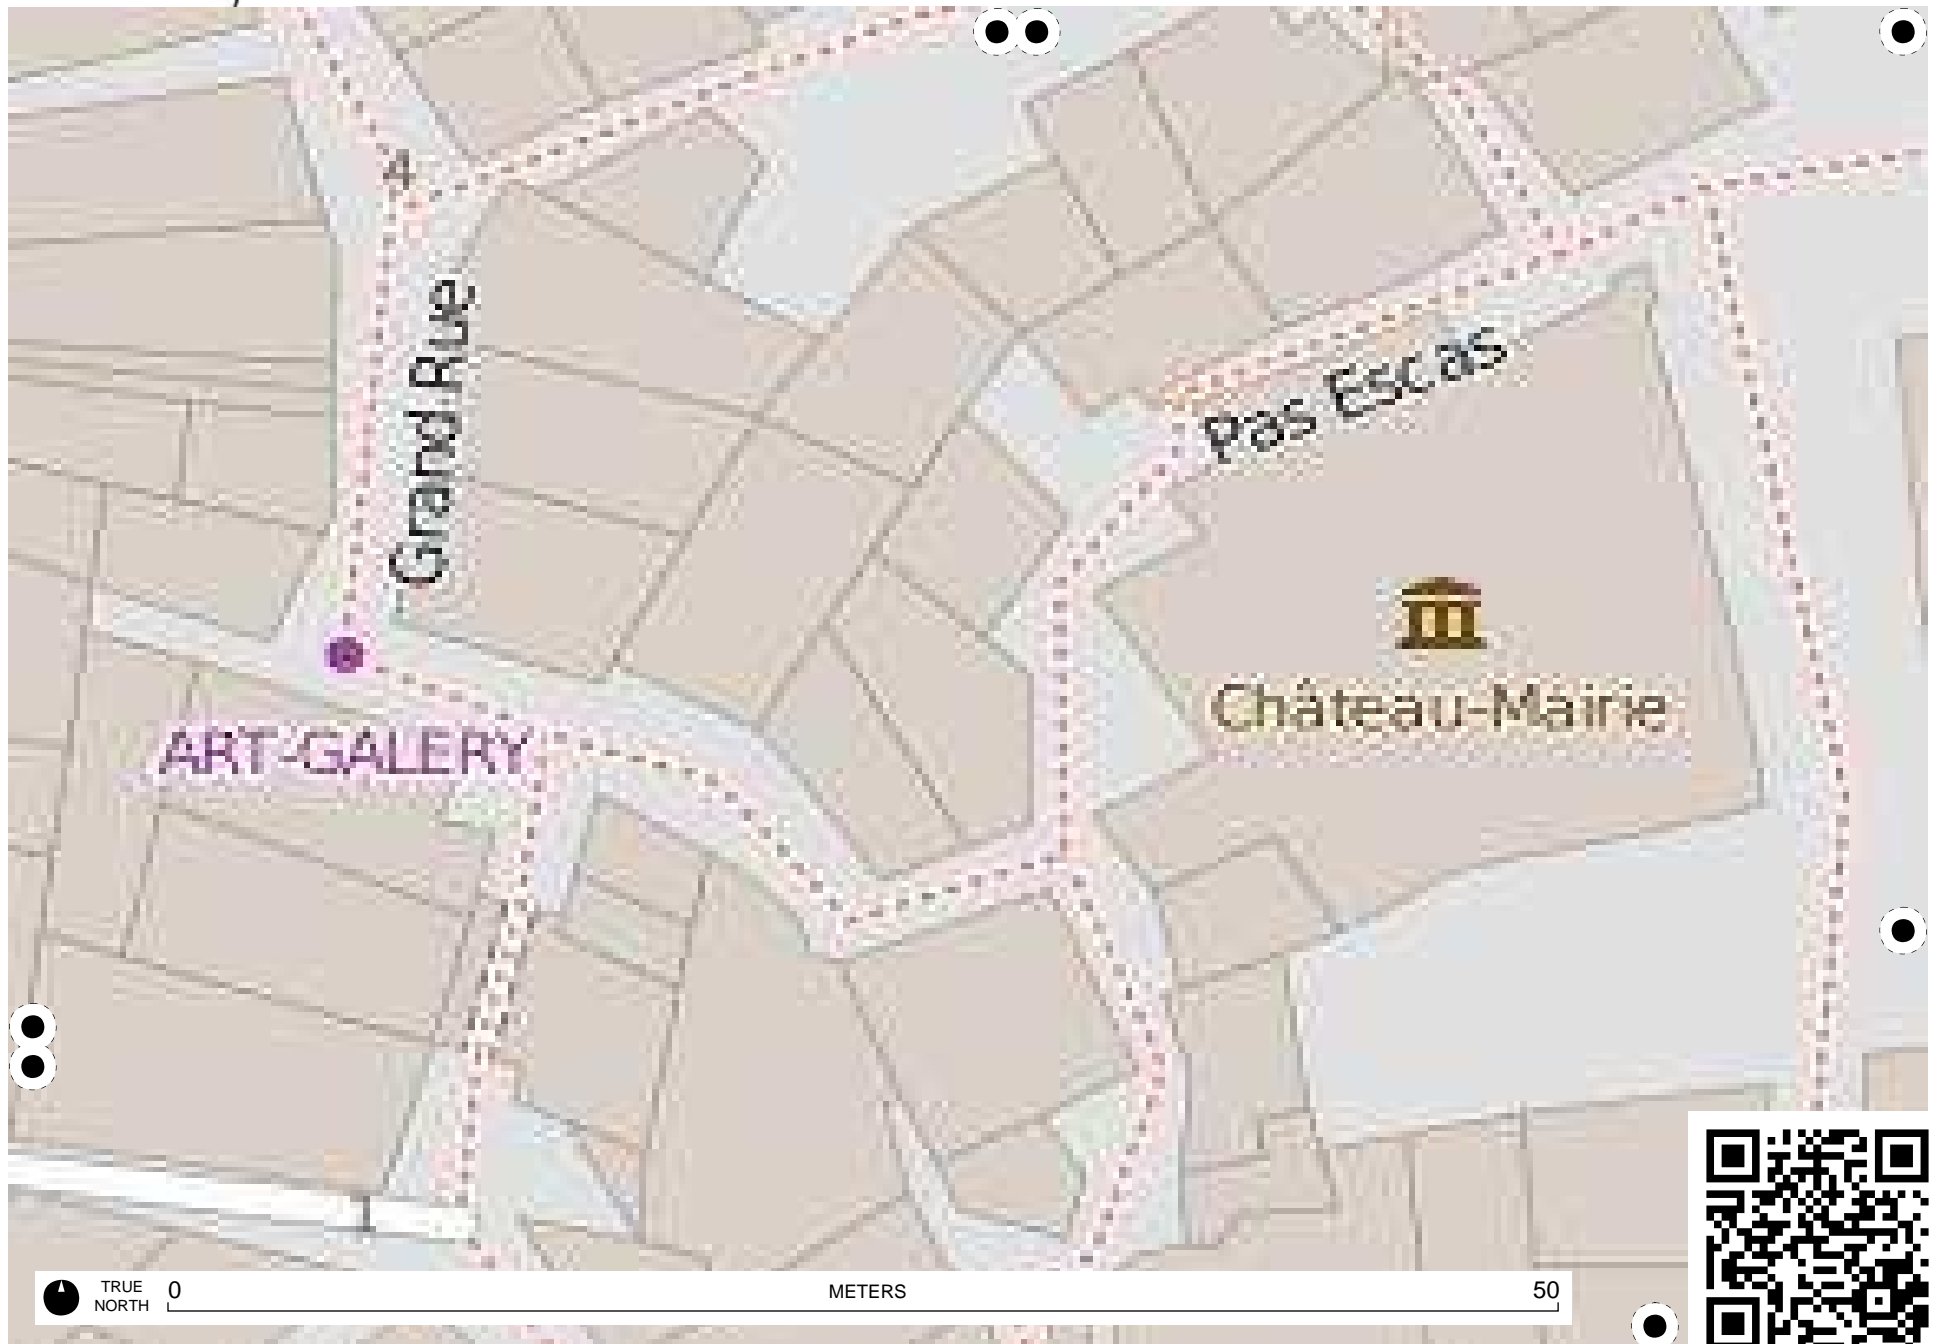 4
Grand Rue
Pas Escas
Château-Mairie
ART-GALERY
TRUE
NORTH
0
METERS
50